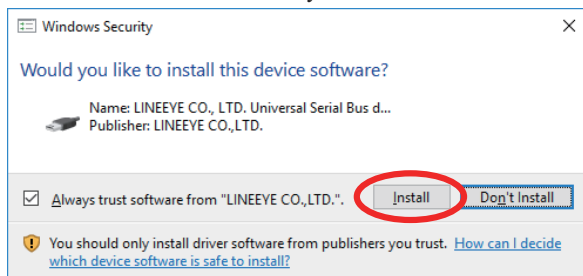 Windows Security
Would you like to install this device software?
Name: LINEEYE CO., LTD. Universal Serial Bus d...
Publisher: LINEEYE CO.,LTD.
Always trust software from "LINEEYE CO.,LTD.".
Install
Don't Install
You should only install driver software from publishers you trust. How can I decide
which device software is safe to install?